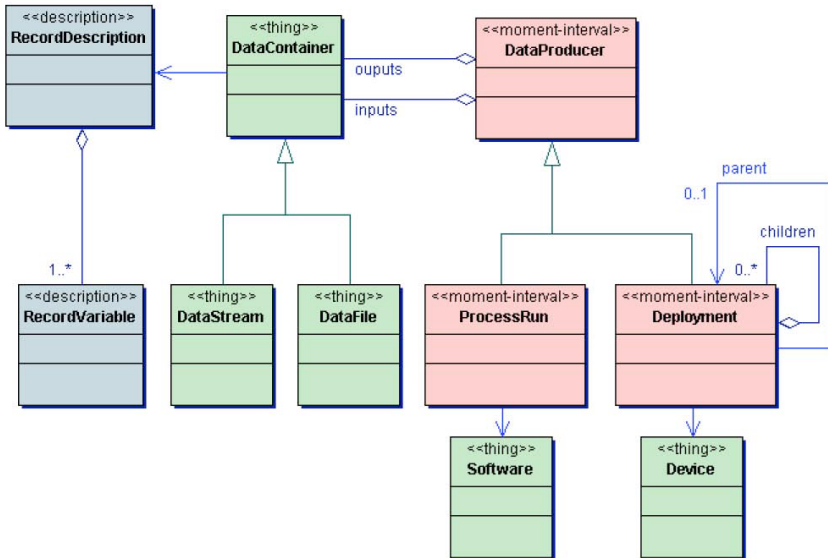 <<description>>
RecordDescription
<<thing>>
DataContainer
<<moment-interval>>
DataProducer
ouputs
inputs
parent
0..1
children
0..*
1..*
<<description>>
RecordVariable
<<thing>>
DataStream
<<thing>>
DataFile
<<moment-interval>>
ProcessRun
<<moment-interval>>
Deployment
<<thing>>
Software
<<thing>>
Device